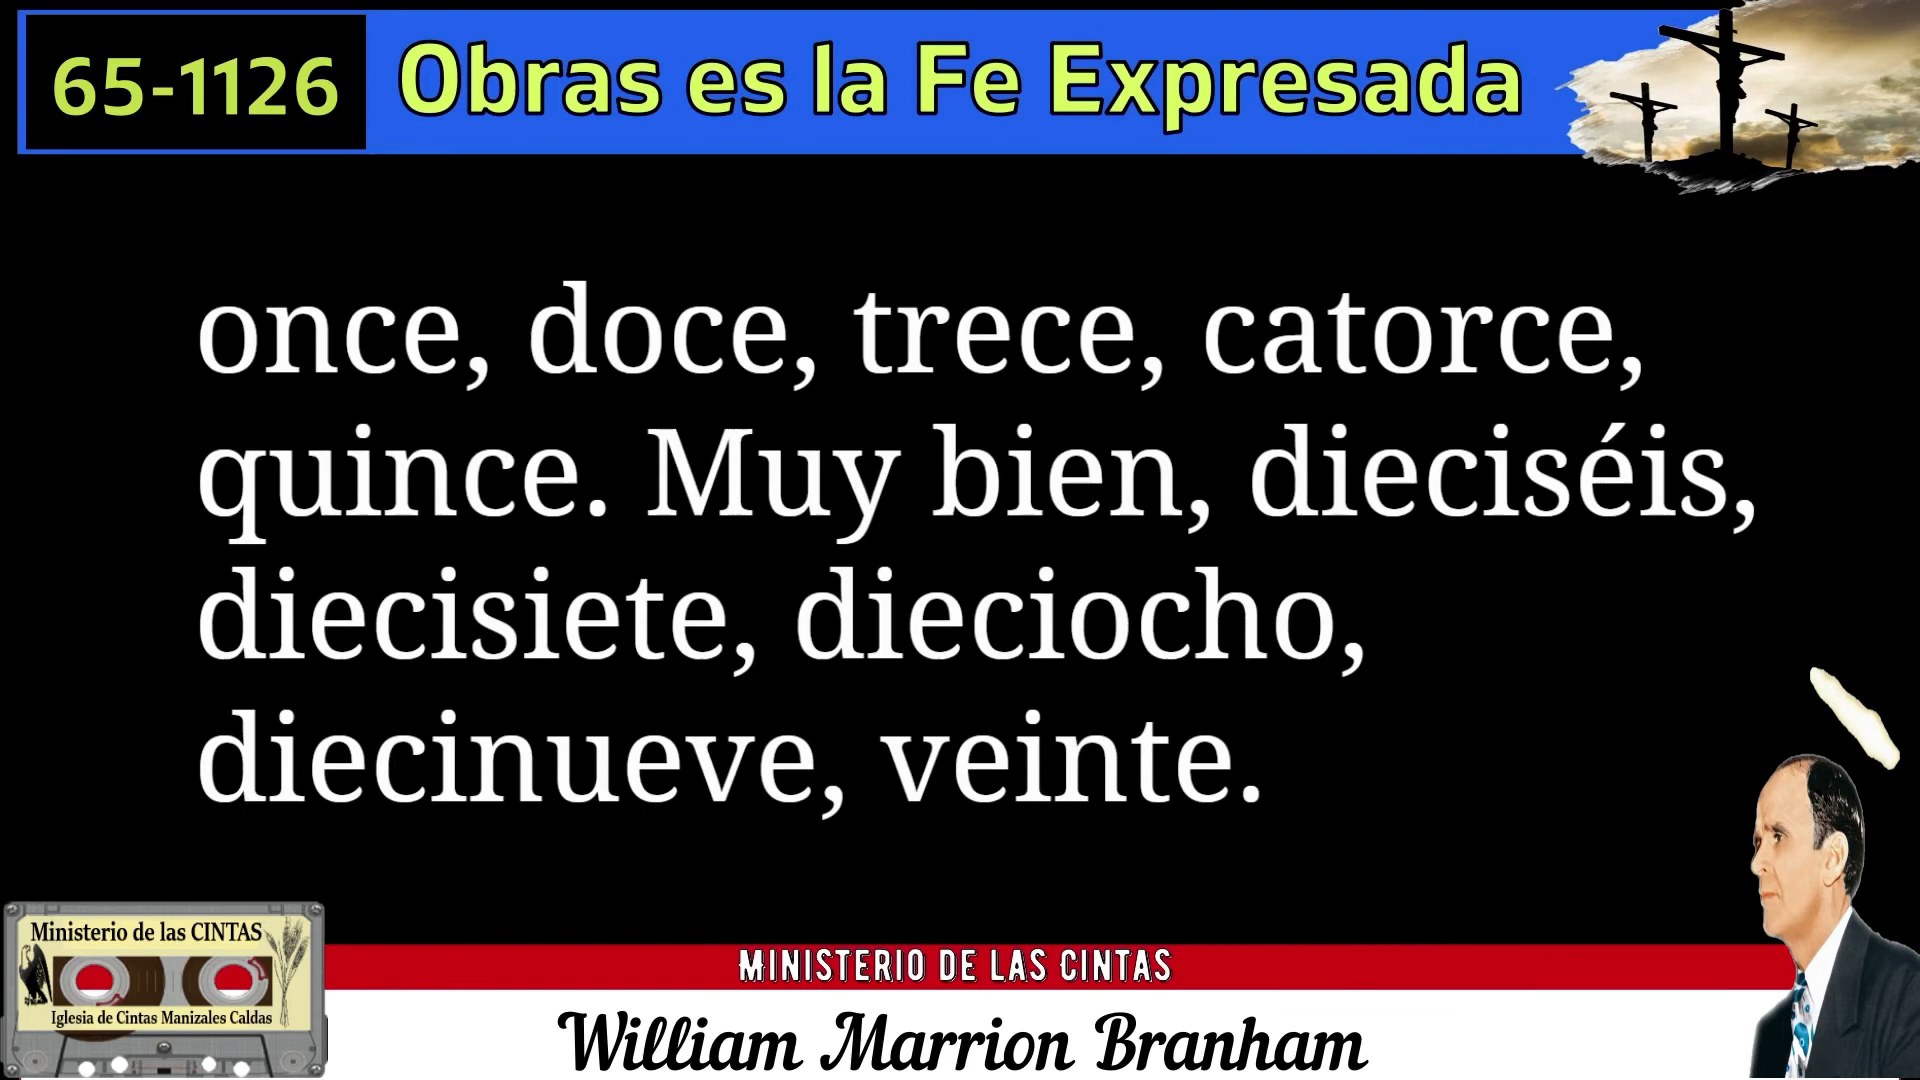 65-1126
Obras es la Fe Expresada
once, doce, trece, catorce,
quince. Muy bien, dieciséis,
diecisiete, dieciocho,
diecinueve, veinte.
Ministerio de las CINTAS
Iglesia de Cintas Manizales Caldas
MINISTERIO DE LAS CINTAS
William Marrion Branham